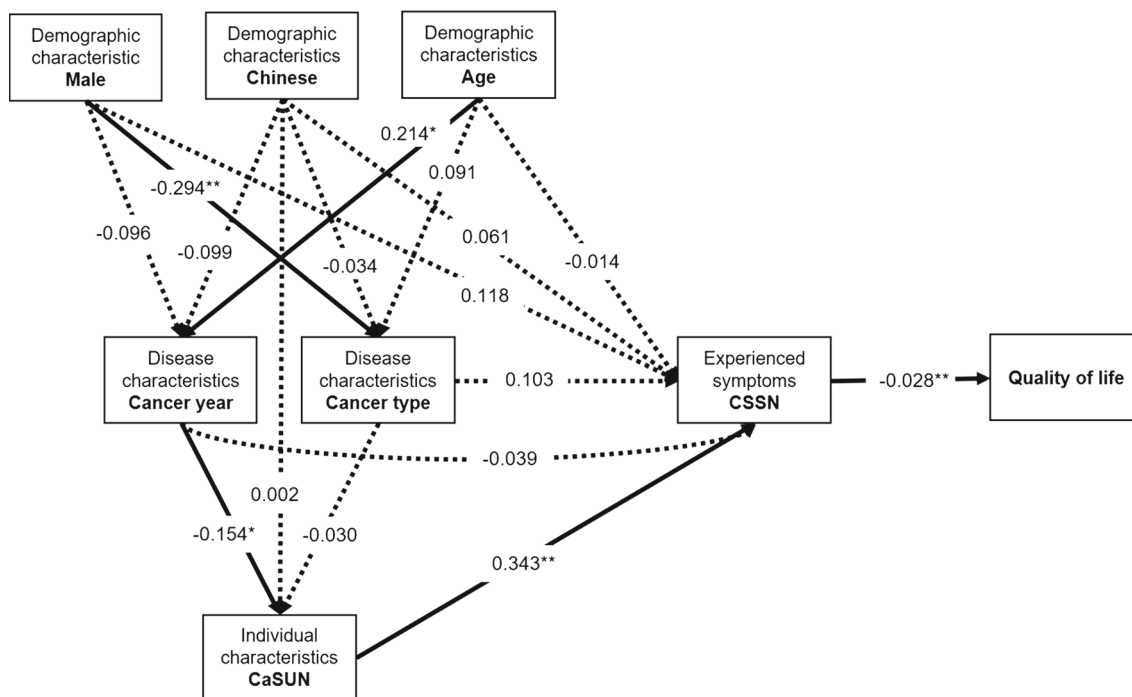 Demographic
characteristic
Male
Demographic
characteristics
Chinese
Demographic
characteristics
Age
0.214*
-0.294**
0.091
-0.096
-0.099
-0.034
0.061
-0.014
0.118
Disease
characteristics
Cancer year
Disease
characteristics
Cancer type
0.103
Experienced
symptoms
CSSN
-0.028**
Quality of life
-0.039
0.002
-0.154*
-0.030
0.343**
Individual
characteristics
CaSUN